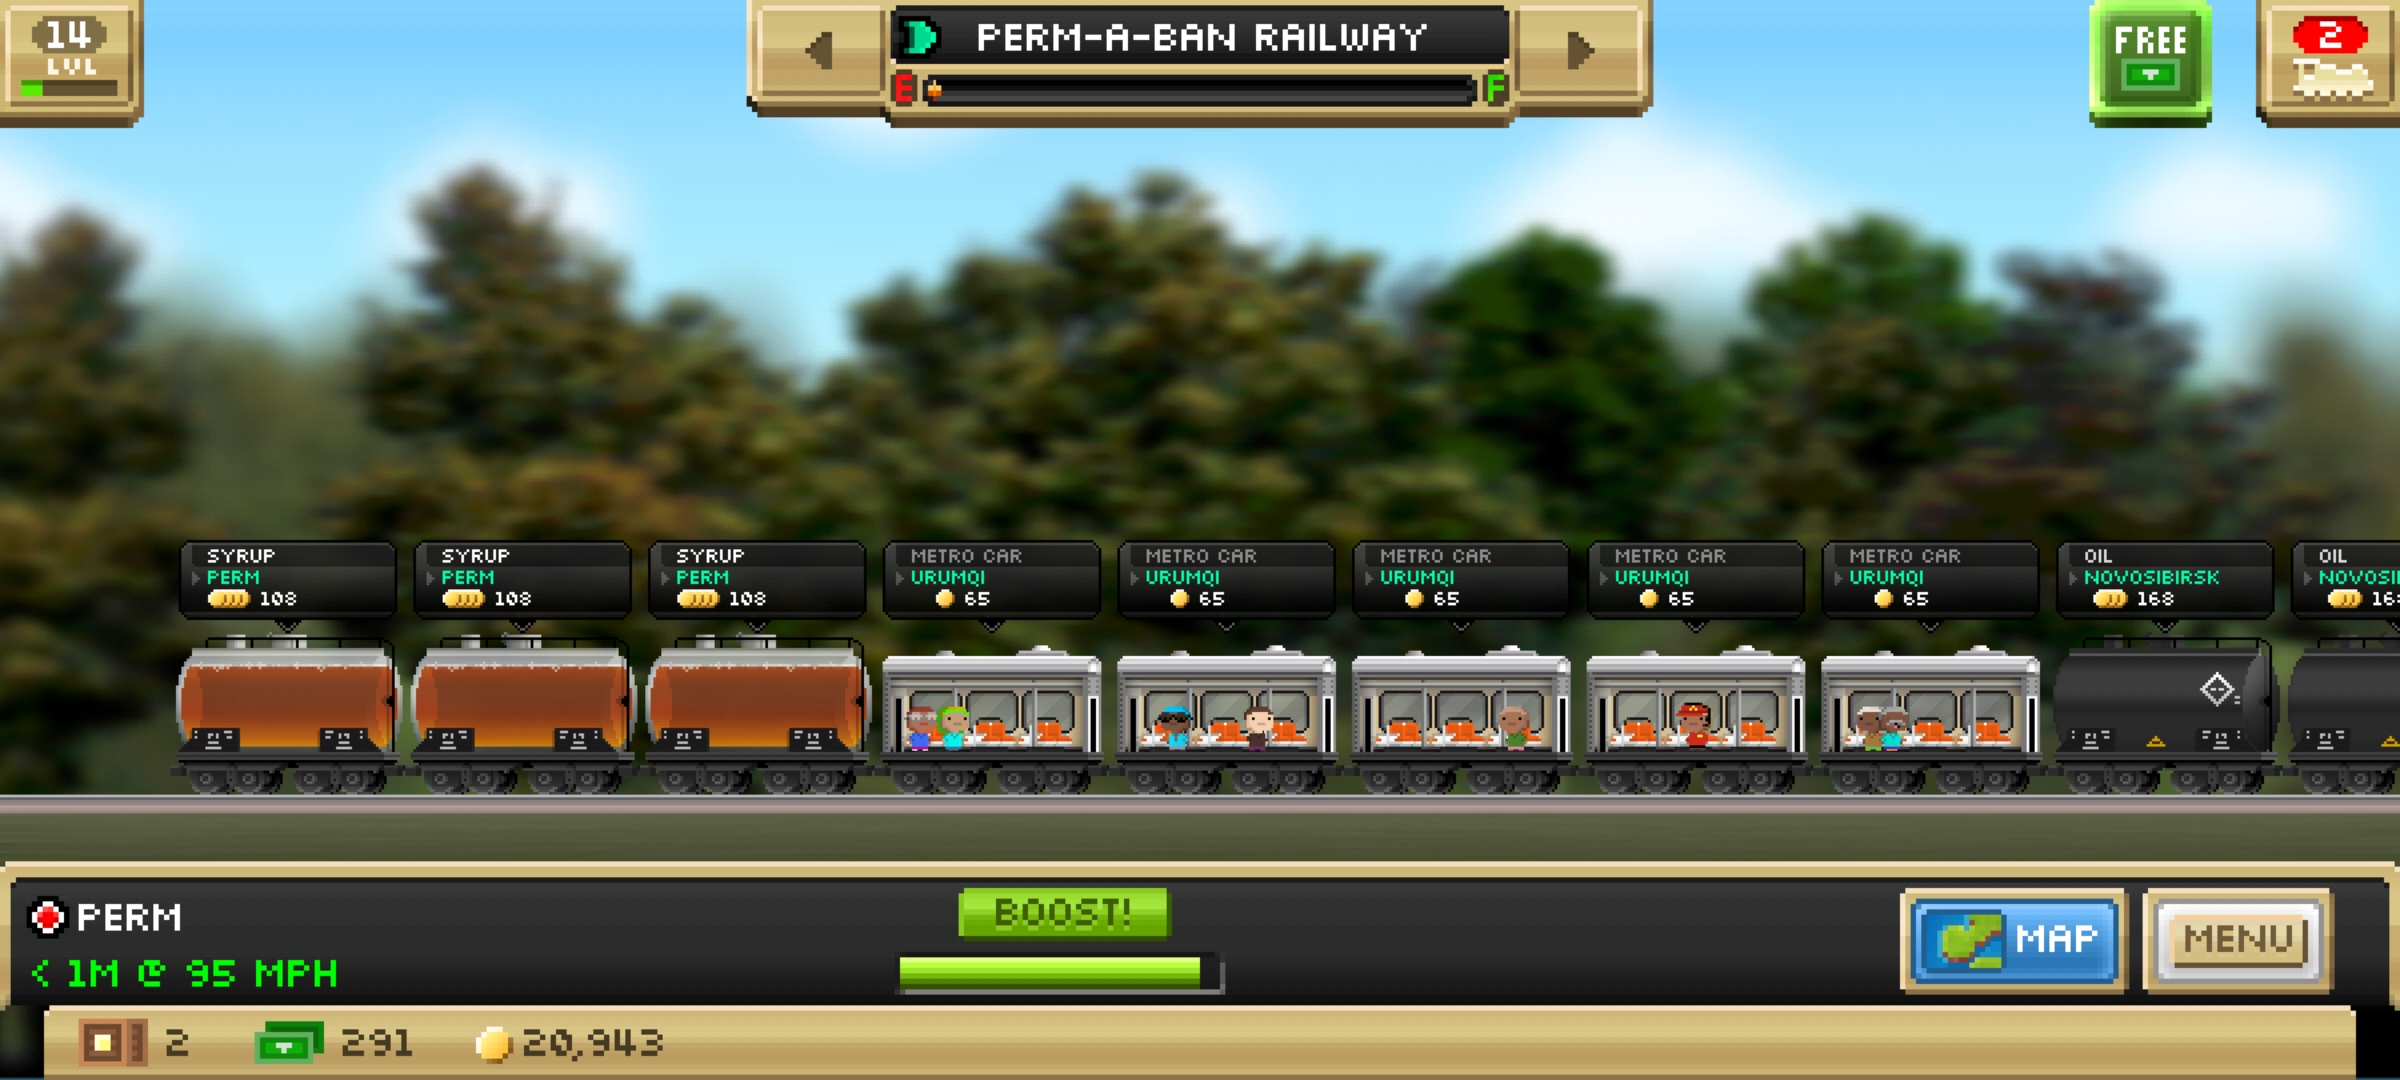 14
LVL
PERM-A-BAN RAILWAY
E
F
FREE
2
SYRUP
PERM
108
SYRUP
PERM
108
SYRUP
PERM
108
METRO CAR
URUMQI
65
METRO CAR
URUMQI
65
METRO CAR
URUMQI
65
METRO CAR
URUMQI
65
METRO CAR
URUMQI
65
OIL
NOVOSIBIRSK
168
OIL
PERM
< 1M @ 95 MPH
BOOST!
MAP
MENU
2
291
20,943